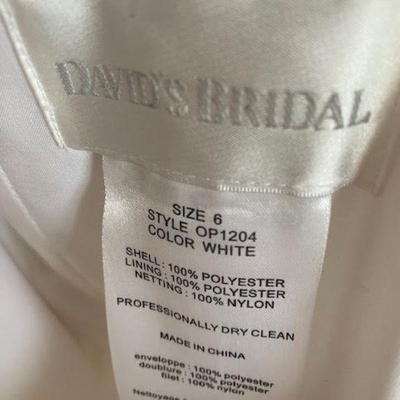 DAVID'S BRIDAL
SIZE 6
STYLE OP1204
COLOR WHITE
SHELL: 100% POLYESTER
LINING: 100% POLYESTER
NETTING: 100% NYLON
PROFESSIONALLY DRY CLEAN
MADE IN CHINA
enveloppe: 100% polyester
doublure : 100% polyester
filet : 100% nylon
Nettoyage